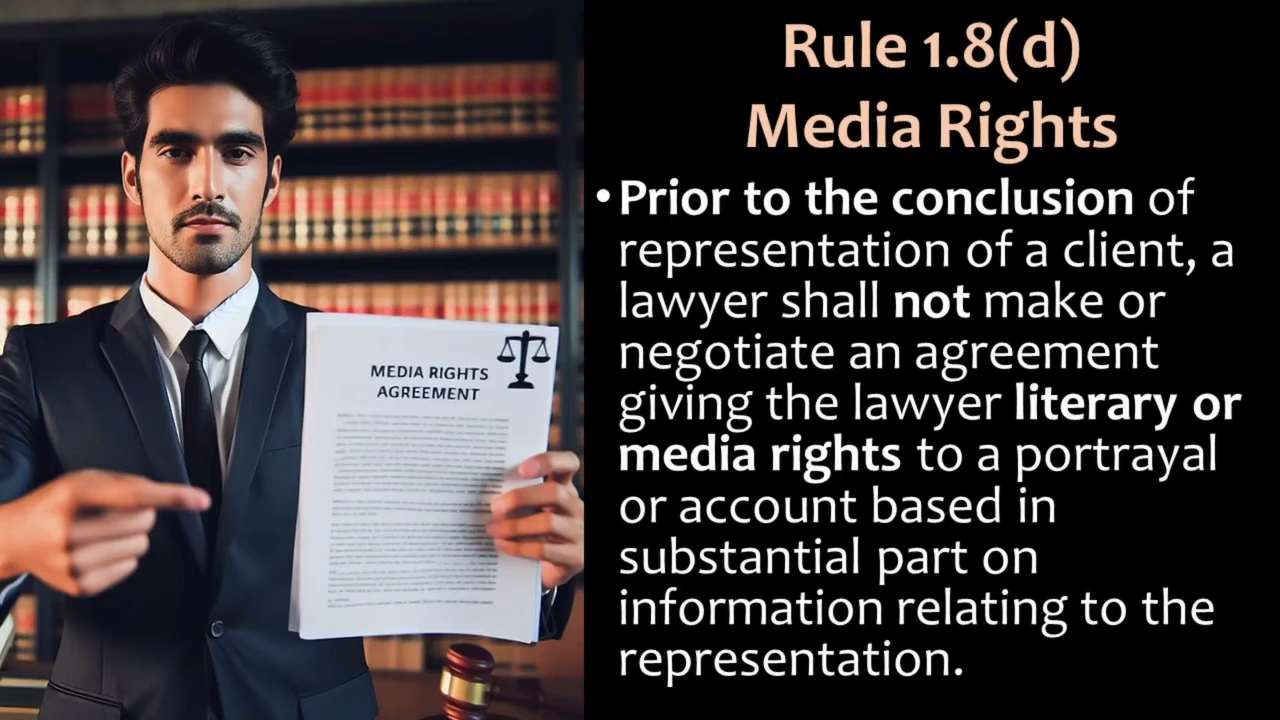 Rule 1.8(d)
Media Rights
•Prior to the conclusion of
representation of a client, a
lawyer shall not make or
negotiate an agreement
giving the lawyer literary or
media rights to a portrayal
or account based in
substantial part on
information relating to the
representation.
MEDIA RIGHTS
AGREEMENT